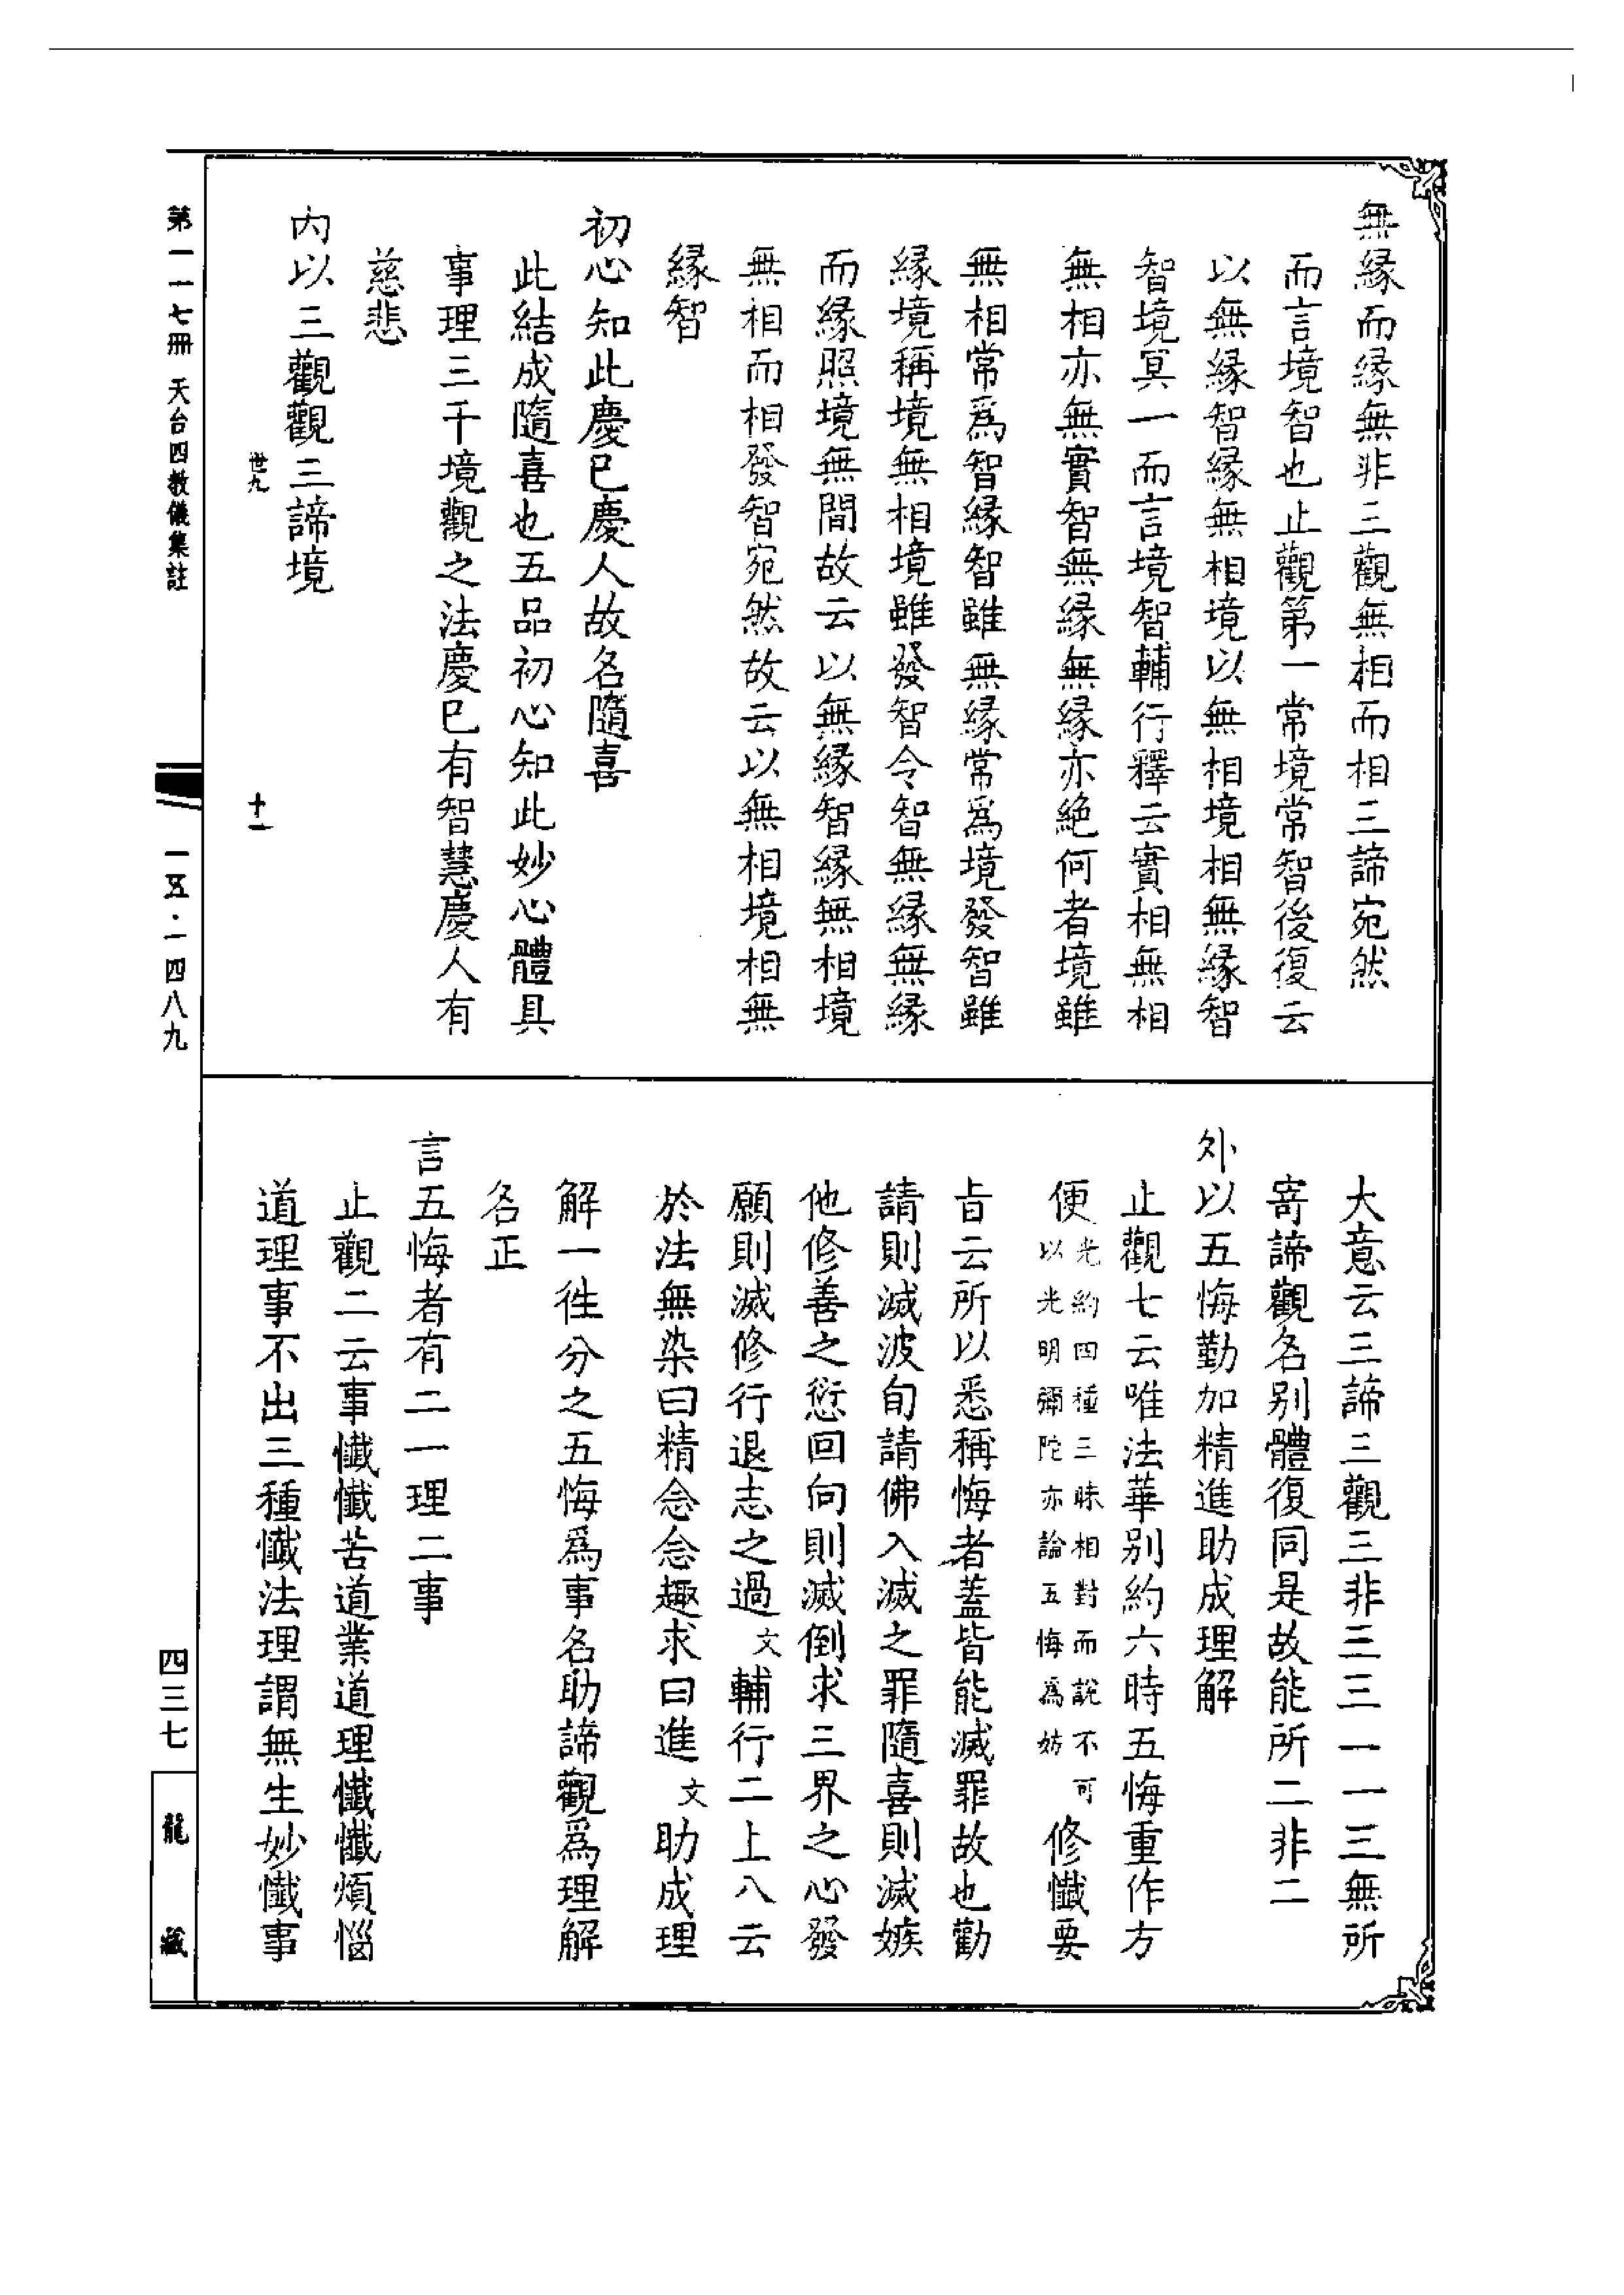 無緣而緣無非三觀無相而相三諦宛然
而言境智也止觀第一常境常智後復云
以無緣智緣無相境以無相境相無緣智
智境冥一而言境智輔行釋云實相無相
無相亦無實智無緣無緣亦絕何者境雖
無相常爲智緣智雖無緣常爲境發智雖
緣境稱境無相境雖發智令智無緣無緣
而緣照境無間故云以無緣智緣無相境
無相而相發智宛然故云以無相境相無
緣智
初心知此慶已慶人故名隨喜
此結成隨喜也五品初心知此妙心體具
事理三千境觀之法慶已有智慧慶人有
慈悲
內以三觀觀三諦境
世九 十一
大意云三諦三觀三非三三一一三無所
寄諦觀名別體復同是故能所二非二
外以五悔勤加精進助成理解
止觀七云唯法華別約六時五悔重作方
便光約四種三昧相對而說不可以光明彌陀亦論五悔為妨修懺要
旨云所以悉稱悔者蓋皆能滅罪故也勸
請則滅波旬請佛入滅之罪隨喜則滅嫉
他修善之愆回向則滅倒求三界之心發
願則滅修行退志之過文輔行二上八云
於法無染曰精念念趣求曰進文助成理
解一徃分之五悔爲事名助諦觀爲理解
名正
言五悔者有二一理二事
止觀二云事懺懺苦道業道理懺懺煩惱
道理事不出三種懺法理謂無生妙懺事
第一一七冊 天台四教儀集註
一五五·一四八九
四三七
龍藏